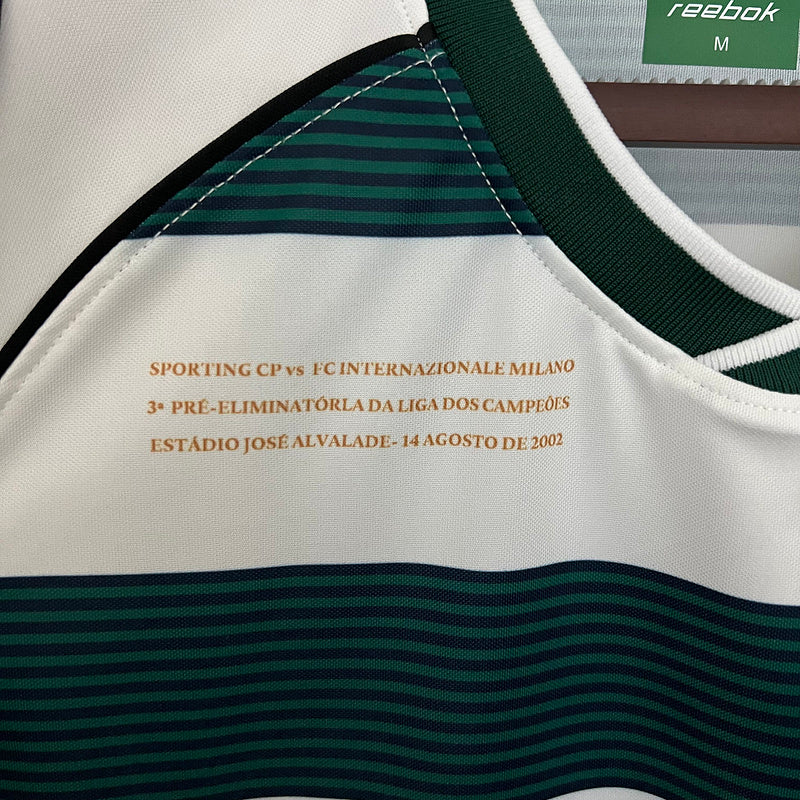 reebok
M
SPORTING CP vs FC INTERNAZIONALE MILANO
3ª PRÉ-ELIMINATÓRLA DA LIGA DOS CAMPEÕES
ESTÁDIO JOSÉ ALVALADE- 14 AGOSTO DE 2002